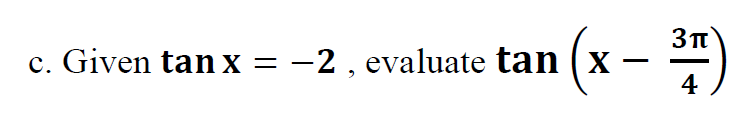 c. Given tan x = −2 , evaluate tan (x − 3π/4)